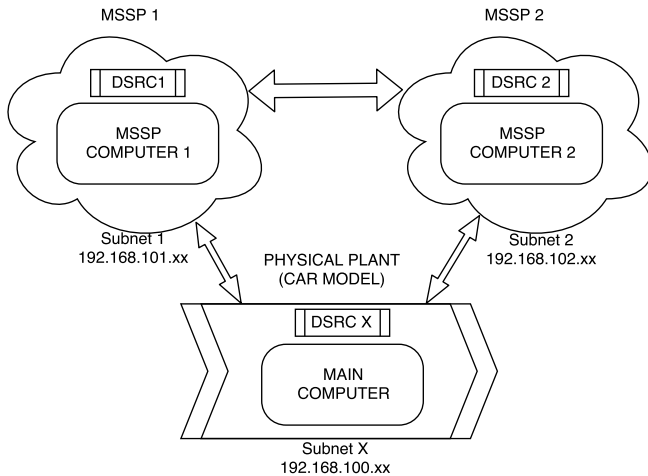 MSSP 1
MSSP 2
DSRC1
DSRC 2
MSSP
COMPUTER 1
MSSP
COMPUTER 2
Subnet 1
192.168.101.xx
Subnet 2
192.168.102.xx
PHYSICAL PLANT
(CAR MODEL)
DSRC X
MAIN
COMPUTER
Subnet X
192.168.100.xx